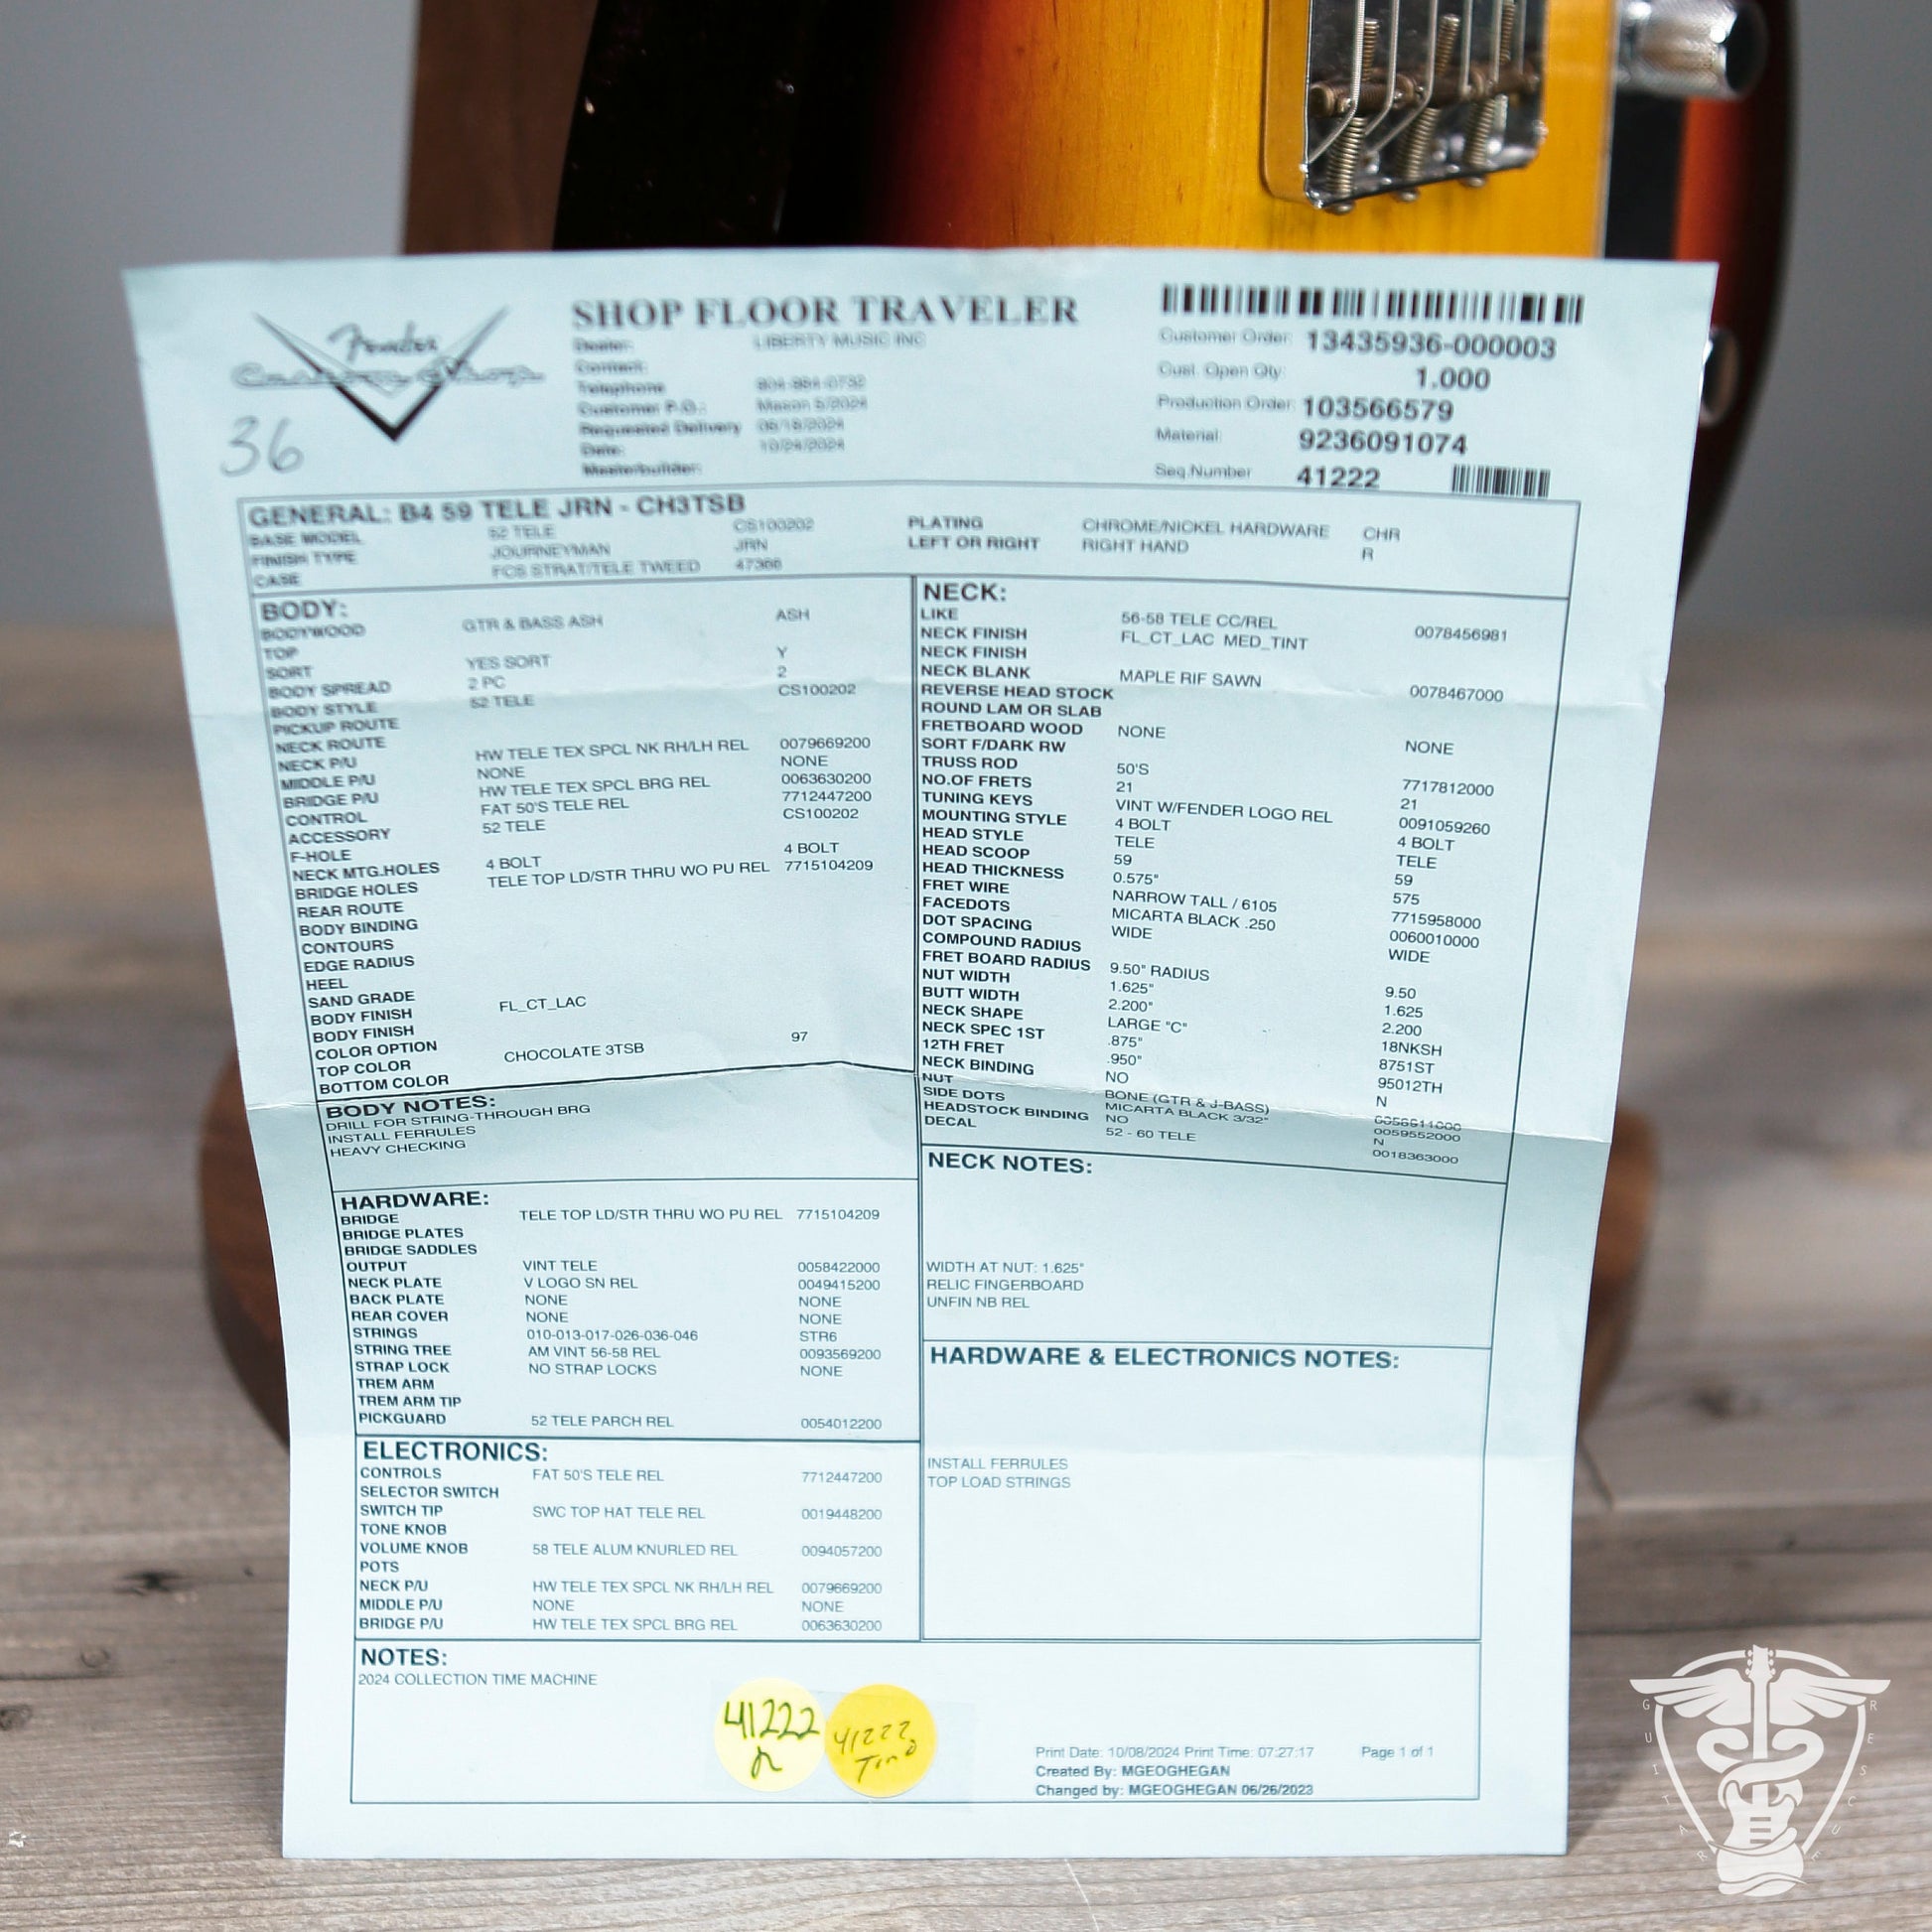 Fender
Custom Shop
36
SHOP FLOOR TRAVELER
Dealer: LIBERTY MUSIC INC
Contact:
Telephone
Customer P.O.: Mason 5/2024
Requested Delivery
Date: 10/24/2024
Masterbuilder:
Customer Order: 13435936-000003
Cust. Open Qty: 1.000
Production Order: 103566579
Material: 9236091074
Seq.Number 41222
GENERAL: B4 59 TELE JRN - CH3TSB
BASE MODEL 52 TELE CS100202
FINISH TYPE JOURNEYMAN JRN
CASE FCS STRAT/TELE TWEED 47366
PLATING CHROME/NICKEL HARDWARE CHR
LEFT OR RIGHT RIGHT HAND R
BODY:
BODYWOOD GTR & BASS ASH ASH
TOP
SORT YES SORT Y
BODY SPREAD 2 PC 2
BODY STYLE 52 TELE CS100202
PICKUP ROUTE
NECK ROUTE
NECK P/U HW TELE TEX SPCL NK RH/LH REL 0079669200
MIDDLE P/U NONE NONE
BRIDGE P/U HW TELE TEX SPCL BRG REL 0063630200
CONTROL FAT 50'S TELE REL 7712447200
ACCESSORY 52 TELE CS100202
F-HOLE
NECK MTG.HOLES 4 BOLT 4 BOLT
BRIDGE HOLES TELE TOP LD/STR THRU WO PU REL 7715104209
REAR ROUTE
BODY BINDING
CONTOURS
EDGE RADIUS
HEEL
SAND GRADE
BODY FINISH FL_CT_LAC
BODY FINISH
COLOR OPTION
TOP COLOR CHOCOLATE 3TSB 97
BOTTOM COLOR
BODY NOTES:
DRILL FOR STRING-THROUGH BRG
INSTALL FERRULES
HEAVY CHECKING
HARDWARE:
BRIDGE TELE TOP LD/STR THRU WO PU REL 7715104209
BRIDGE PLATES
BRIDGE SADDLES
OUTPUT VINT TELE 0058422000
NECK PLATE V LOGO SN REL 0049415200
BACK PLATE NONE NONE
REAR COVER NONE NONE
STRINGS 010-013-017-026-036-046 STR6
STRING TREE AM VINT 56-58 REL 0093569200
STRAP LOCK NO STRAP LOCKS NONE
TREM ARM
TREM ARM TIP
PICKGUARD 52 TELE PARCH REL 0054012200
ELECTRONICS:
CONTROLS FAT 50'S TELE REL 7712447200
SELECTOR SWITCH
SWITCH TIP SWC TOP HAT TELE REL 0019448200
TONE KNOB
VOLUME KNOB 58 TELE ALUM KNURLED REL 0094057200
POTS
NECK P/U HW TELE TEX SPCL NK RH/LH REL 0079669200
MIDDLE P/U NONE NONE
BRIDGE P/U HW TELE TEX SPCL BRG REL 0063630200
NECK:
LIKE 56-58 TELE CC/REL 0078456981
NECK FINISH FL_CT_LAC MED_TINT
NECK FINISH
NECK BLANK MAPLE RIF SAWN 0078467000
REVERSE HEAD STOCK
ROUND LAM OR SLAB
FRETBOARD WOOD NONE NONE
SORT F/DARK RW
TRUSS ROD 50'S 7717812000
NO.OF FRETS 21 21
TUNING KEYS VINT W/FENDER LOGO REL 0091059260
MOUNTING STYLE 4 BOLT 4 BOLT
HEAD STYLE TELE TELE
HEAD SCOOP 59 59
HEAD THICKNESS 0.575" 575
FRET WIRE NARROW TALL / 6105 7715958000
FACEDOTS MICARTA BLACK .250 0060010000
DOT SPACING WIDE WIDE
COMPOUND RADIUS
FRET BOARD RADIUS 9.50" RADIUS 9.50
NUT WIDTH 1.625" 1.625
BUTT WIDTH 2.200" 2.200
NECK SHAPE LARGE "C" 18NKSH
NECK SPEC 1ST .875" 8751ST
12TH FRET .950" 95012TH
NECK BINDING NO N
NUT BONE (GTR & J-BASS)
SIDE DOTS MICARTA BLACK 3/32" 0059552000
HEADSTOCK BINDING NO N
DECAL 52 - 60 TELE 0018363000
NECK NOTES:
WIDTH AT NUT: 1.625"
RELIC FINGERBOARD
UNFIN NB REL
HARDWARE & ELECTRONICS NOTES:
INSTALL FERRULES
TOP LOAD STRINGS
NOTES:
2024 COLLECTION TIME MACHINE
41222
41222
Print Date: 10/08/2024 Print Time: 07:27:17 Page 1 of 1
Created By: MGEOGHEGAN
Changed by: MGEOGHEGAN 06/26/2023
GUITAR RESCUE